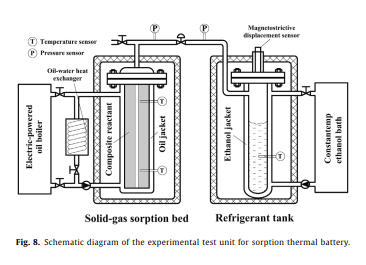 Magnetostrictive
displacement sensor
P
P
T Temperature sensor
P Pressure sensor
Oil-water heat
exchanger
Electric-powered
oil boiler
Composite reactant
Oil jacket
T
T
Ethanol jacket
T
Constantemp
ethanol bath
Solid-gas sorption bed
Refrigerant tank
Fig. 8. Schematic diagram of the experimental test unit for sorption thermal battery.